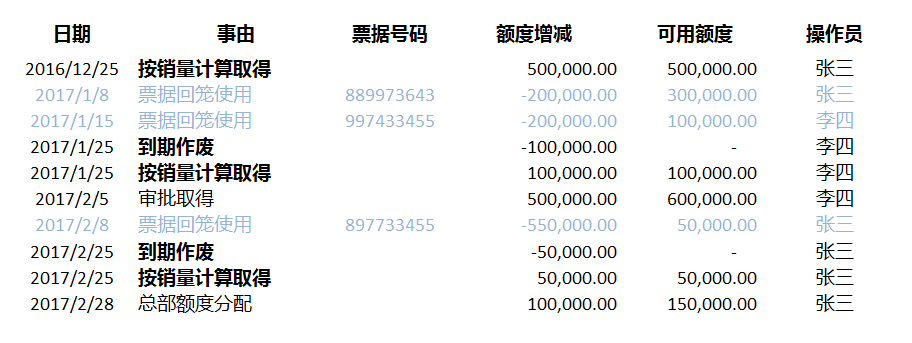 日期 事由 票据号码 额度增减 可用额度 操作员
2016/12/25 按销量计算取得 500,000.00 500,000.00 张三
2017/1/8 票据回笼使用 889973643 -200,000.00 300,000.00 张三
2017/1/15 票据回笼使用 997433455 -200,000.00 100,000.00 李四
2017/1/25 到期作废 -100,000.00 - 李四
2017/1/25 按销量计算取得 100,000.00 100,000.00 李四
2017/2/5 审批取得 500,000.00 600,000.00 李四
2017/2/8 票据回笼使用 897733455 -550,000.00 50,000.00 张三
2017/2/25 到期作废 -50,000.00 - 张三
2017/2/25 按销量计算取得 50,000.00 50,000.00 张三
2017/2/28 总部额度分配 100,000.00 150,000.00 张三